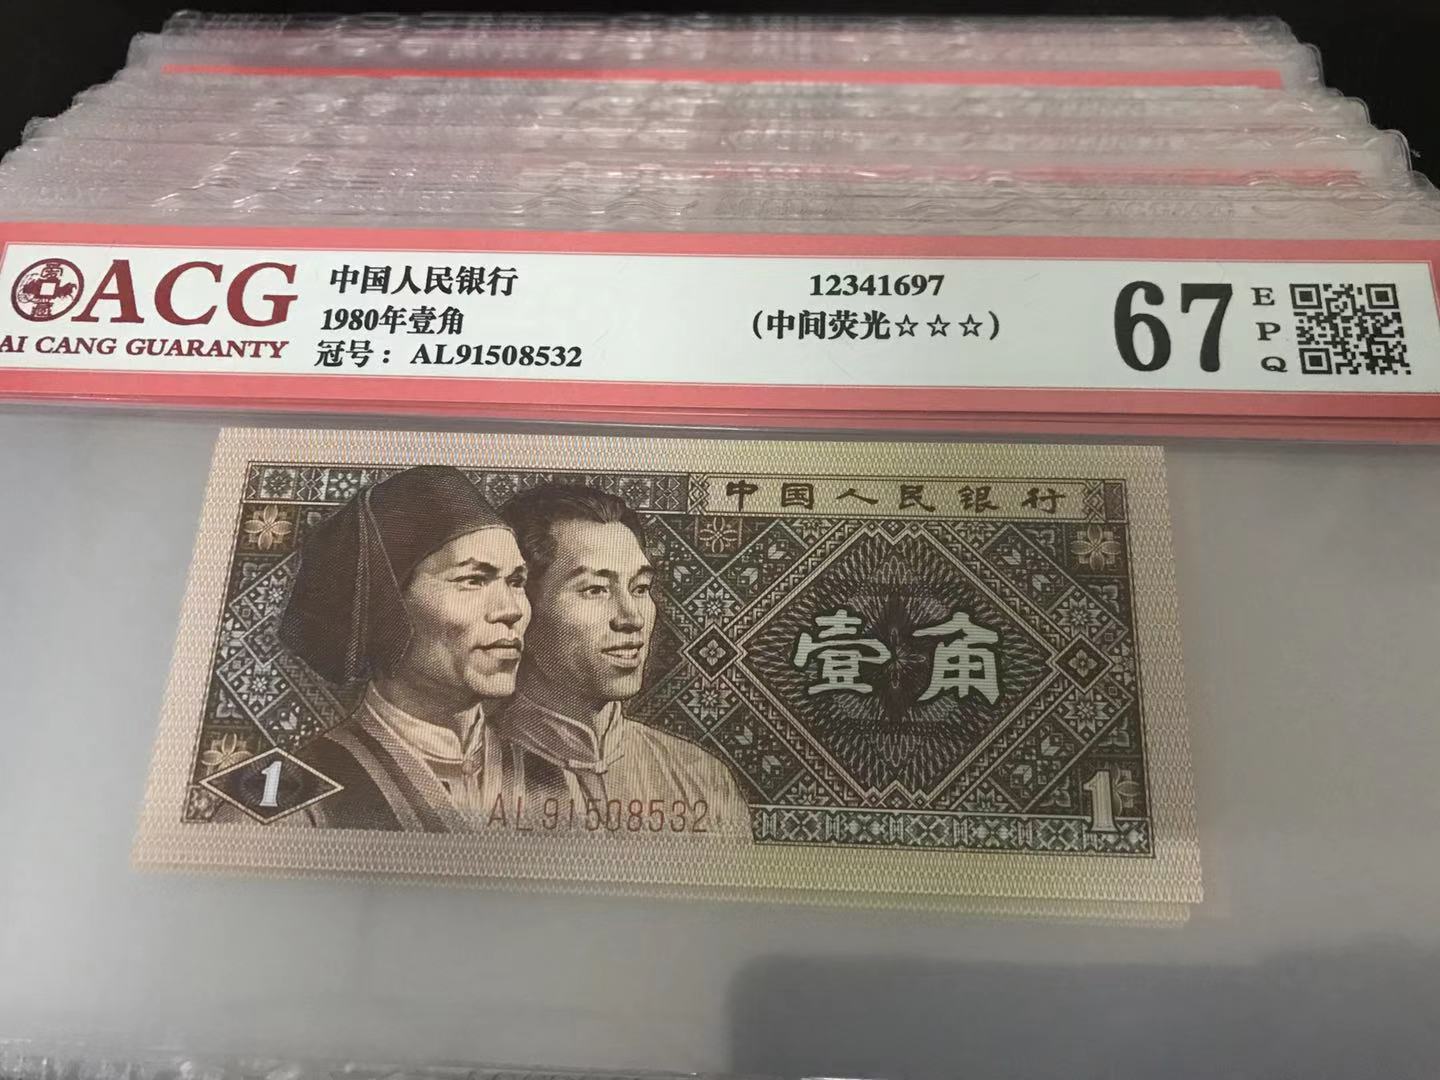 ACG
AI CANG GUARANTY
中国人民银行
1980年壹角
冠号：AL91508532
12341697
（中间荧光☆☆☆）
67
E
P
Q
中国人民银行
壹角
1
AL91508532
1